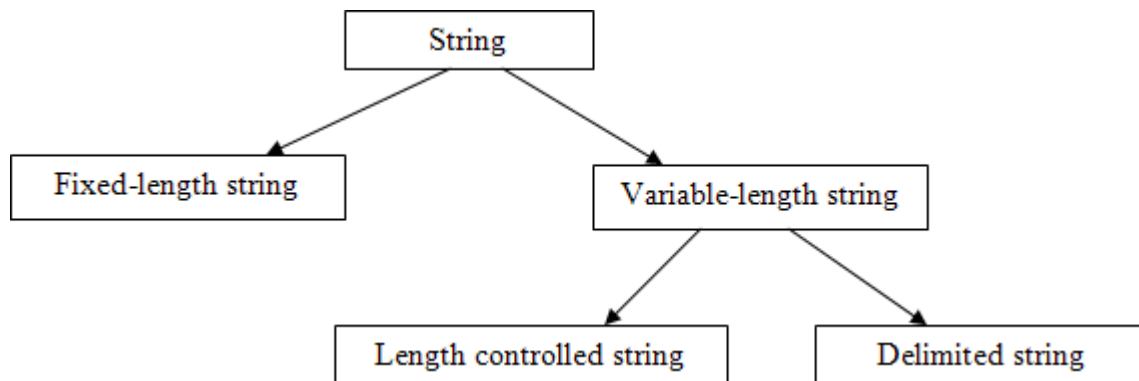 String
Fixed-length string
Variable-length string
Length controlled string
Delimited string